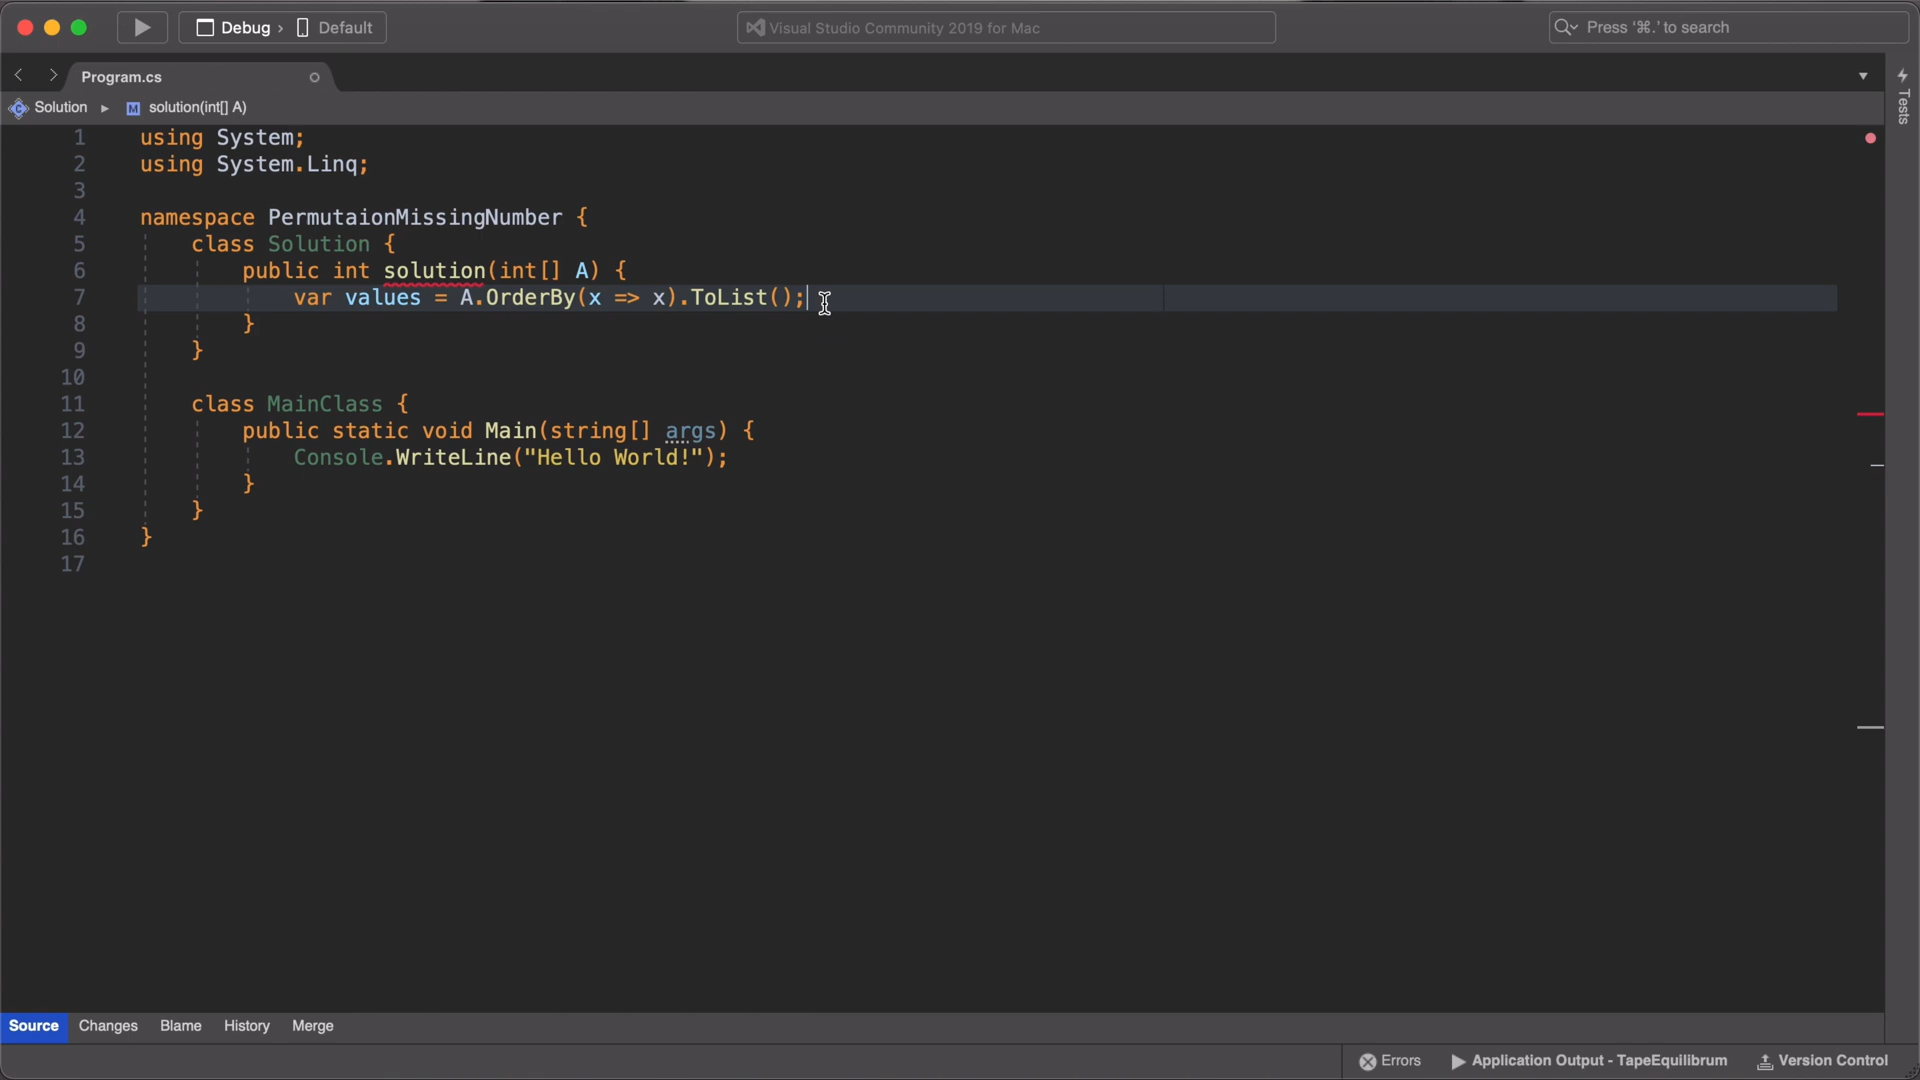 Debug › Default
Visual Studio Community 2019 for Mac
Press '⌘.' to search
Program.cs
Solution ▸ M solution(int[] A)
Tests
1 using System;
2 using System.Linq;
3
4 namespace PermutaionMissingNumber {
5 class Solution {
6 public int solution(int[] A) {
7 var values = A.OrderBy(x => x).ToList();
8 }
9 }
10
11 class MainClass {
12 public static void Main(string[] args) {
13 Console.WriteLine("Hello World!");
14 }
15 }
16 }
17
Source Changes Blame History Merge
Errors Application Output - TapeEquilibrum Version Control